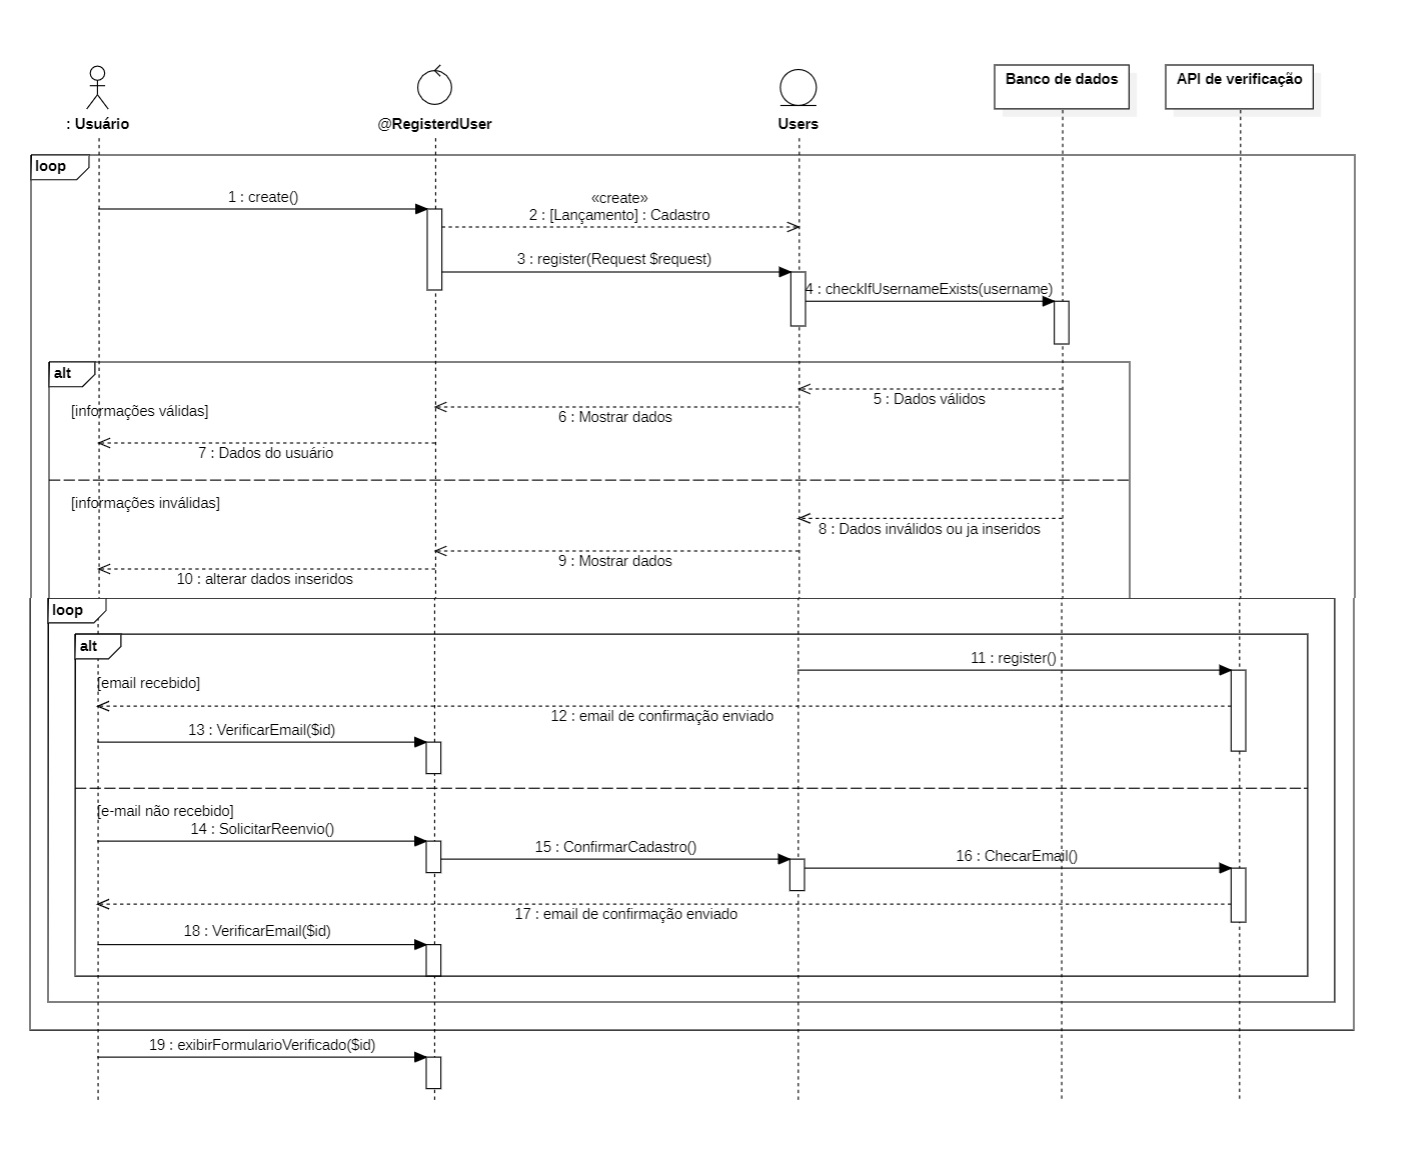 : Usuário
@RegisterdUser
Users
Banco de dados
API de verificação
loop
1 : create()
«create»
2 : [Lançamento] : Cadastro
3 : register(Request $request)
4 : checkIfUsernameExists(username)
alt
[informações válidas]
5 : Dados válidos
6 : Mostrar dados
7 : Dados do usuário
[informações inválidas]
8 : Dados inválidos ou ja inseridos
9 : Mostrar dados
10 : alterar dados inseridos
loop
alt
11 : register()
[email recebido]
12 : email de confirmação enviado
13 : VerificarEmail($id)
[e-mail não recebido]
14 : SolicitarReenvio()
15 : ConfirmarCadastro()
16 : ChecarEmail()
17 : email de confirmação enviado
18 : VerificarEmail($id)
19 : exibirFormularioVerificado($id)